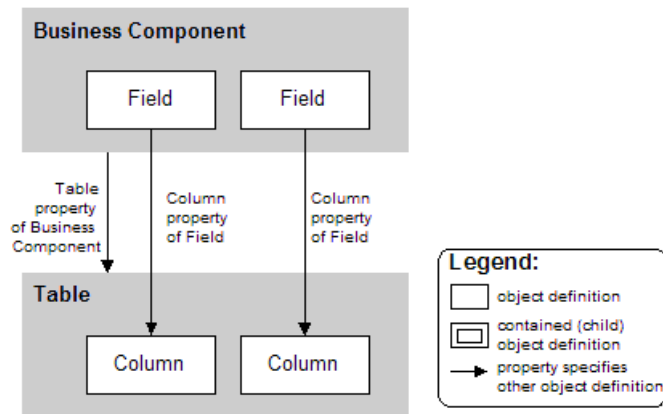 Business Component
Field
Field
Table
property
of Business
Component
Column
property
of Field
Column
property
of Field
Table
Column
Column
Legend:
object definition
contained (child)
object definition
property specifies
other object definition